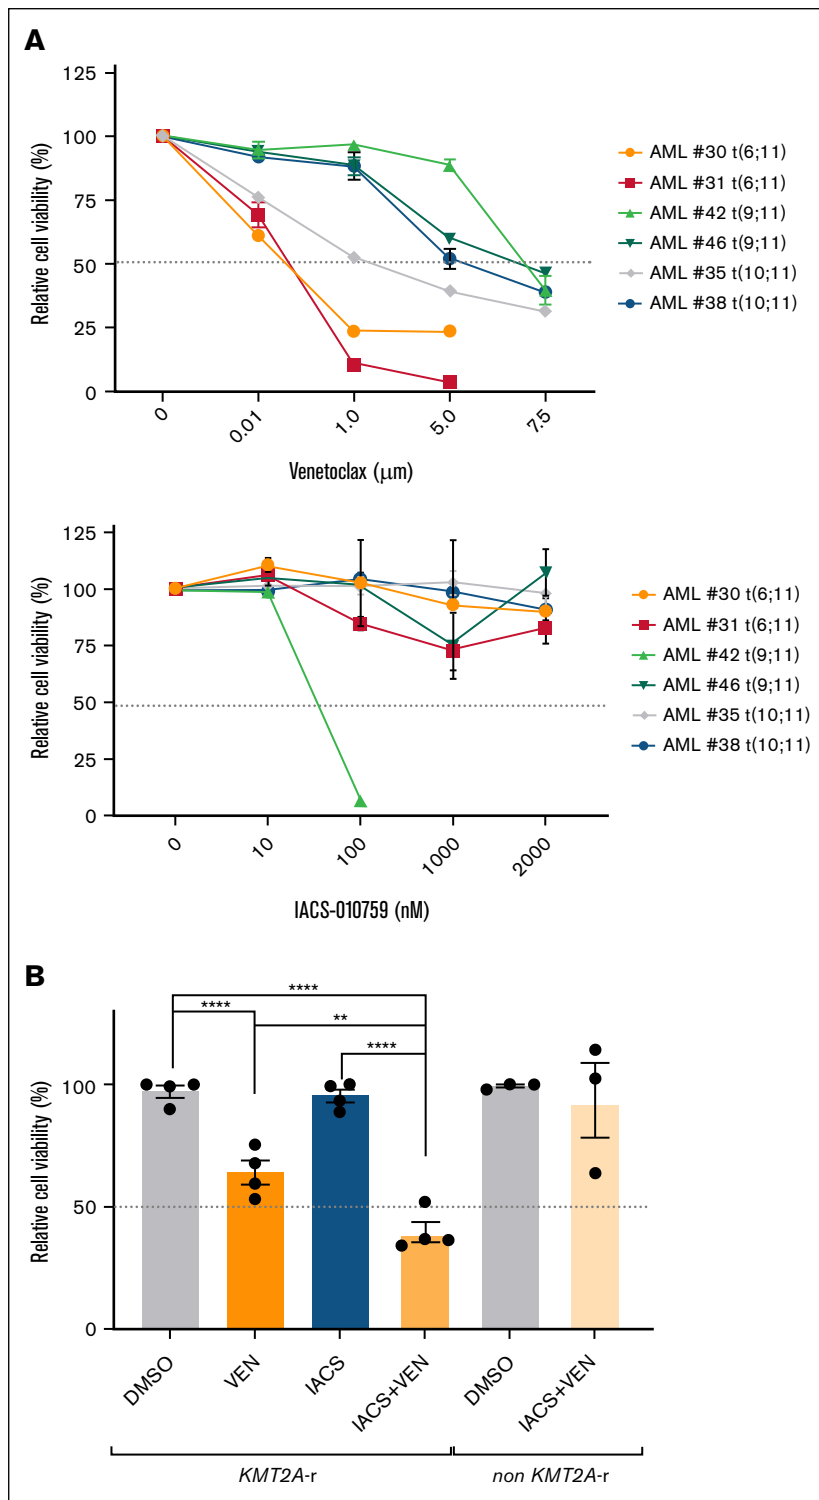 A
125
100
75
50
25
0
Relative cell viability (%)
0
0.01
1.0
5.0
7.5
Venetoclax (μm)
AML #30 t(6;11)
AML #31 t(6;11)
AML #42 t(9;11)
AML #46 t(9;11)
AML #35 t(10;11)
AML #38 t(10;11)
125
100
75
50
25
0
Relative cell viability (%)
0
10
100
1000
2000
IACS-010759 (nM)
AML #30 t(6;11)
AML #31 t(6;11)
AML #42 t(9;11)
AML #46 t(9;11)
AML #35 t(10;11)
AML #38 t(10;11)
B
****
****
**
****
100
50
0
Relative cell viability (%)
DMSO
VEN
IACS
IACS+VEN
DMSO
IACS+VEN
KMT2A-r
non KMT2A-r